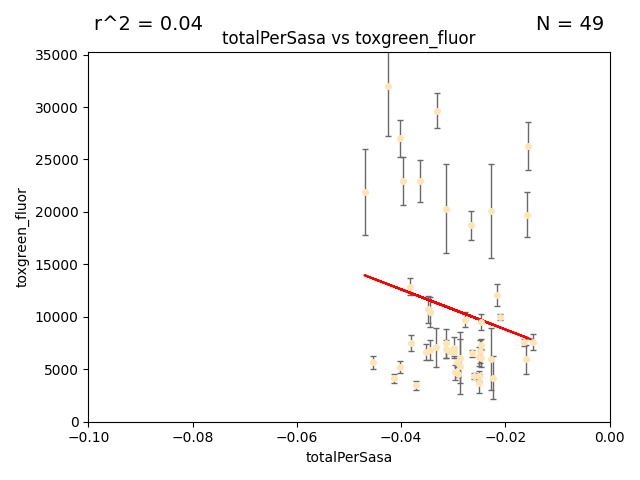 r^2 = 0.04
N = 49
totalPerSasa vs toxgreen_fluor
35000
30000
25000
20000
15000
10000
5000
0
toxgreen_fluor
−0.10
−0.08
−0.06
−0.04
−0.02
0.00
totalPerSasa